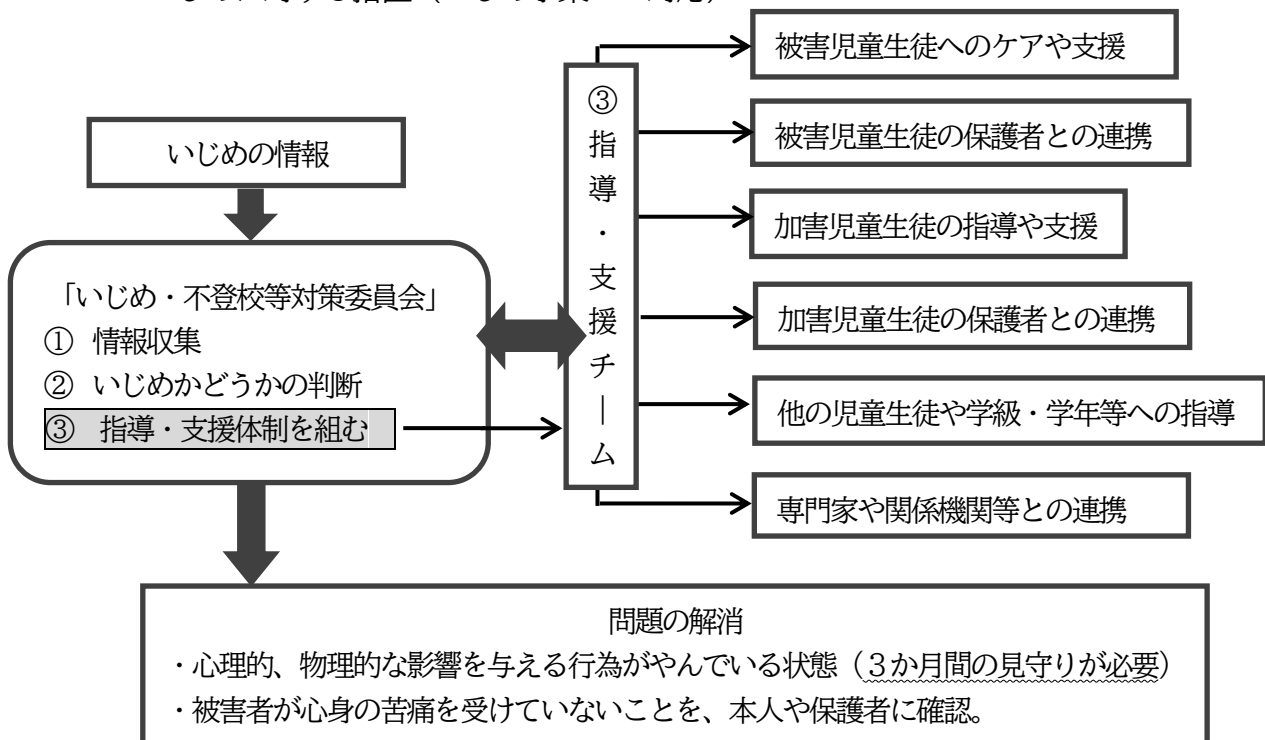 いじめの情報
「いじめ・不登校等対策委員会」
① 情報収集
② いじめかどうかの判断
③ 指導・支援体制を組む
③指導・支援チーム
被害児童生徒へのケアや支援
被害児童生徒の保護者との連携
加害児童生徒の指導や支援
加害児童生徒の保護者との連携
他の児童生徒や学級・学年等への指導
専門家や関係機関等との連携
問題の解消
・心理的、物理的な影響を与える行為がやんでいる状態（３か月間の見守りが必要）
・被害者が心身の苦痛を受けていないことを、本人や保護者に確認。